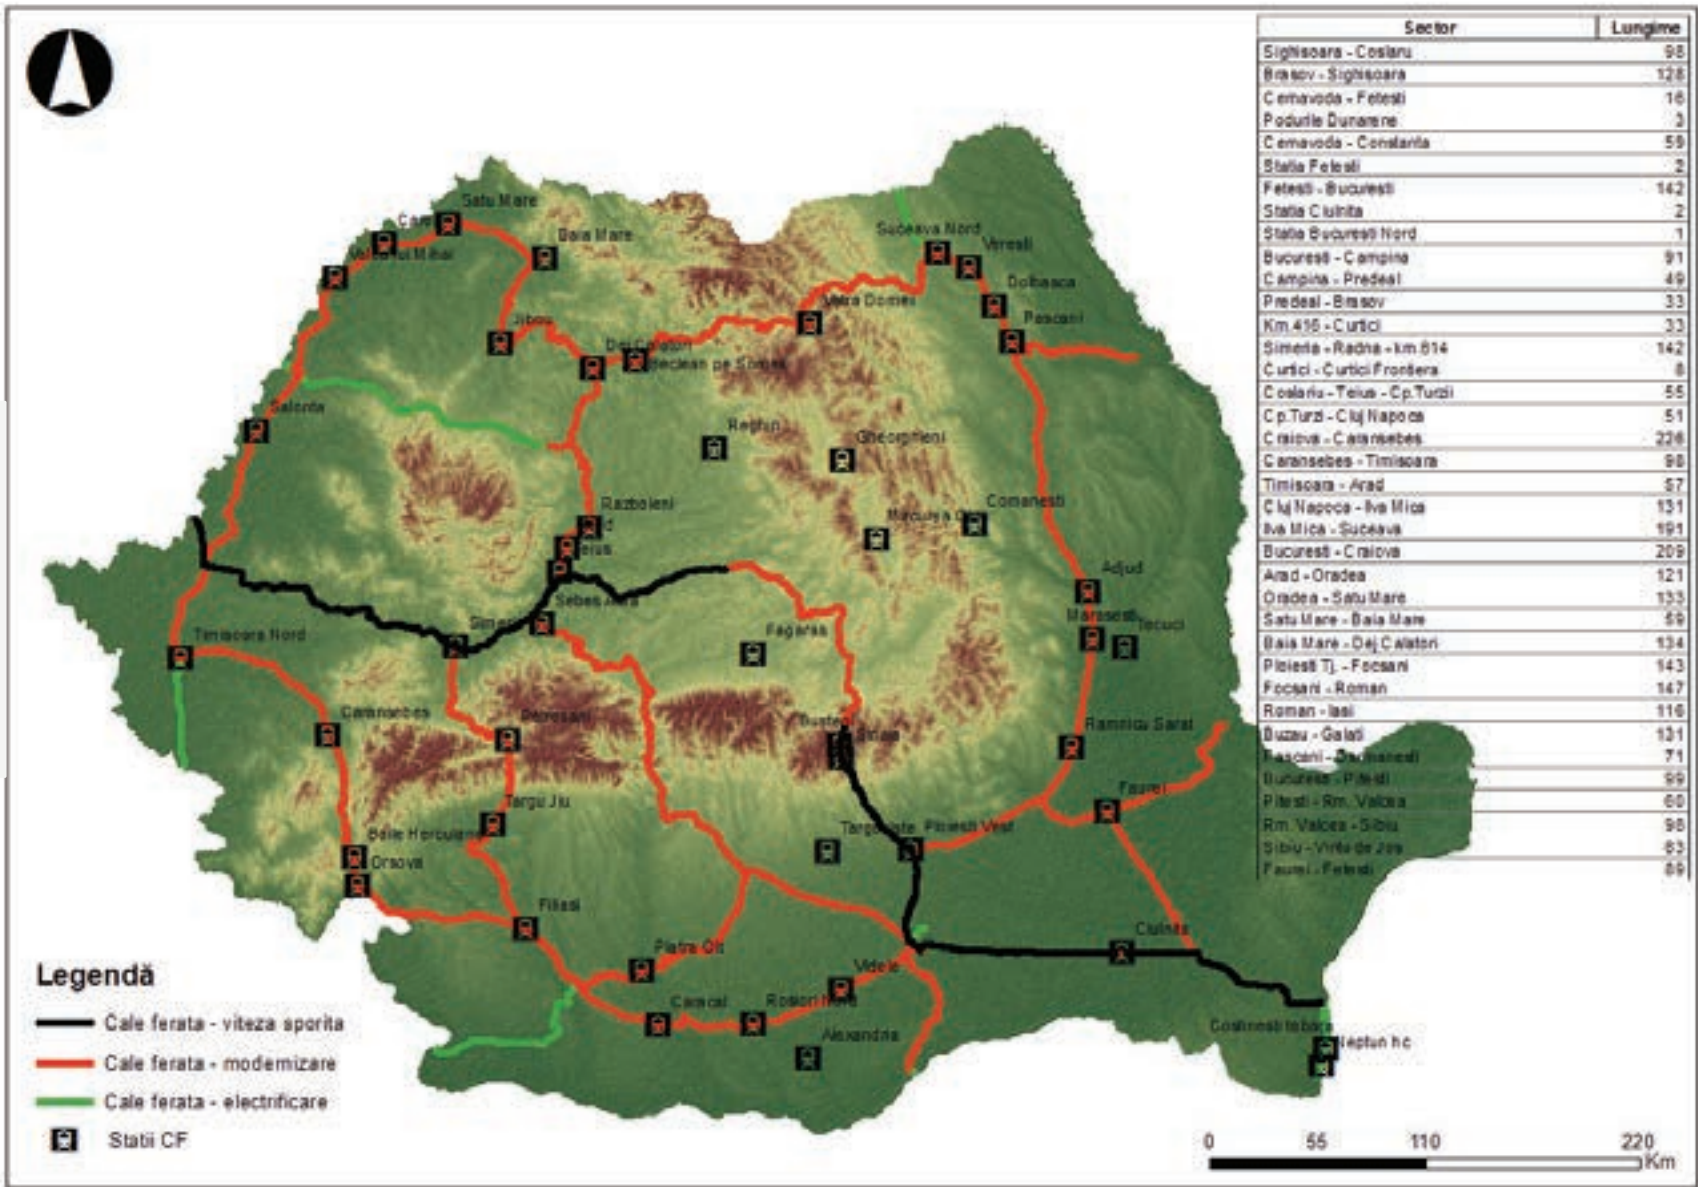 Sector Lungime
Sighisoara - Coslaru 98
Brasov - Sighisoara 128
Cernavoda - Fetesti 16
Podurile Dunarene 3
Cernavoda - Constanta 59
Statia Fetesti 2
Fetesti - Bucuresti 142
Statia Ciulnita 2
Statia Bucuresti Nord 1
Bucuresti - Campina 91
Campina - Predeal 49
Predeal - Brasov 33
Km.416 - Curtici 33
Simeria - Radna - km.614 142
Curtici - Curtici Frontiera 8
Coslariu - Teius - Cp.Turzii 55
Cp.Turzi - Cluj Napoca 51
Craiova - Caransebes 226
Caransebes - Timisoara 98
Timisoara - Arad 57
Cluj Napoca - Ilva Mica 131
Ilva Mica - Suceava 191
Bucuresti - Craiova 209
Arad - Oradea 121
Oradea - Satu Mare 133
Satu Mare - Baia Mare 59
Baia Mare - Dej Calatori 134
Ploiesti Tj. - Focsani 143
Focsani - Roman 147
Roman - Iasi 116
Buzau - Galati 131
Pascani - Darmanesti 71
Bucuresti - Pitesti 99
Pitesti - Rm. Valcea 60
Rm. Valcea - Sibiu 98
Sibiu - Vintu de Jos 83
Faurei - Fetesti 89
Satu Mare
Baia Mare
Suceava Nord
Veresti
Dolhasca
Vatra Dornei
Pascani
Jibou
Dej Calatori
Beclean pe Somes
Salonta
Reghin
Gheorghieni
Razboieni
Comanesti
Miercurea
Teius
Adjud
Sebes Alba
Marasesti
Tecuci
Timisoara Nord
Fagaras
Caransebes
Petrosani
Busteni
Sinaia
Ramnicu Sarat
Targu Jiu
Faurei
Baile Herculane
Targoviste
Ploiesti Vest
Orsova
Filiasi
Ciulnita
Piatra Olt
Videle
Caracal
Rosiori Nord
Alexandria
Costinesti tabara
Neptun hc
Legendă
Cale ferata - viteza sporita
Cale ferata - modernizare
Cale ferata - electrificare
Statii CF
0 55 110 220
Km